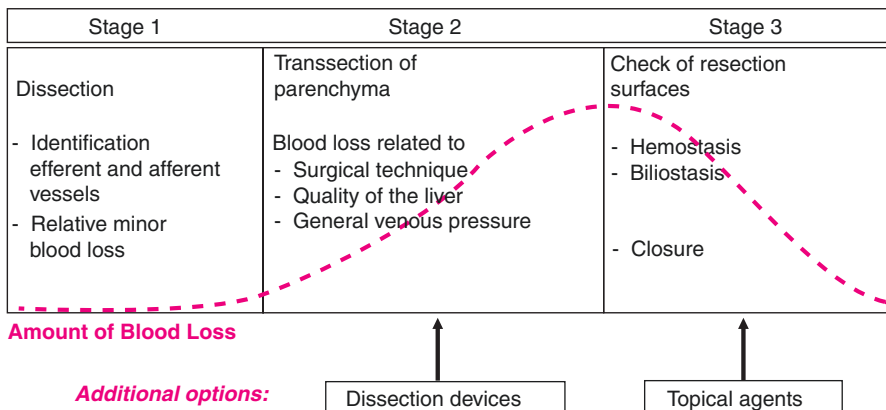 Stage 1
Stage 2
Stage 3
Dissection
- Identification
efferent and afferent
vessels
- Relative minor
blood loss
Transsection of
parenchyma
Blood loss related to
- Surgical technique
- Quality of the liver
- General venous pressure
Check of resection
surfaces
- Hemostasis
- Biliostasis
- Closure
Amount of Blood Loss
Additional options:
Dissection devices
Topical agents